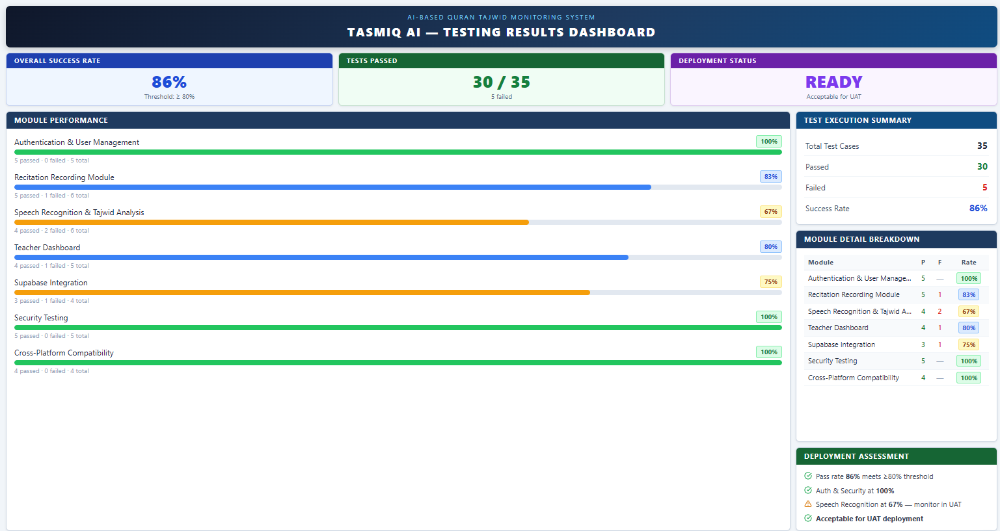 AI-BASED QURAN TAJWID MONITORING SYSTEM
TASMIQ AI — TESTING RESULTS DASHBOARD
OVERALL SUCCESS RATE
86%
Threshold: ≥ 80%
TESTS PASSED
30 / 35
5 failed
DEPLOYMENT STATUS
READY
Acceptable for UAT
MODULE PERFORMANCE
Authentication & User Management 100%
5 passed · 0 failed · 5 total
Recitation Recording Module 83%
5 passed · 1 failed · 6 total
Speech Recognition & Tajwid Analysis 67%
4 passed · 2 failed · 6 total
Teacher Dashboard 80%
4 passed · 1 failed · 5 total
Supabase Integration 75%
3 passed · 1 failed · 4 total
Security Testing 100%
5 passed · 0 failed · 5 total
Cross-Platform Compatibility 100%
4 passed · 0 failed · 4 total
TEST EXECUTION SUMMARY
Total Test Cases 35
Passed 30
Failed 5
Success Rate 86%
MODULE DETAIL BREAKDOWN
Module P F Rate
Authentication & User Manage... 5 — 100%
Recitation Recording Module 5 1 83%
Speech Recognition & Tajwid A... 4 2 67%
Teacher Dashboard 4 1 80%
Supabase Integration 3 1 75%
Security Testing 5 — 100%
Cross-Platform Compatibility 4 — 100%
DEPLOYMENT ASSESSMENT
Pass rate 86% meets ≥80% threshold
Auth & Security at 100%
Speech Recognition at 67% — monitor in UAT
Acceptable for UAT deployment